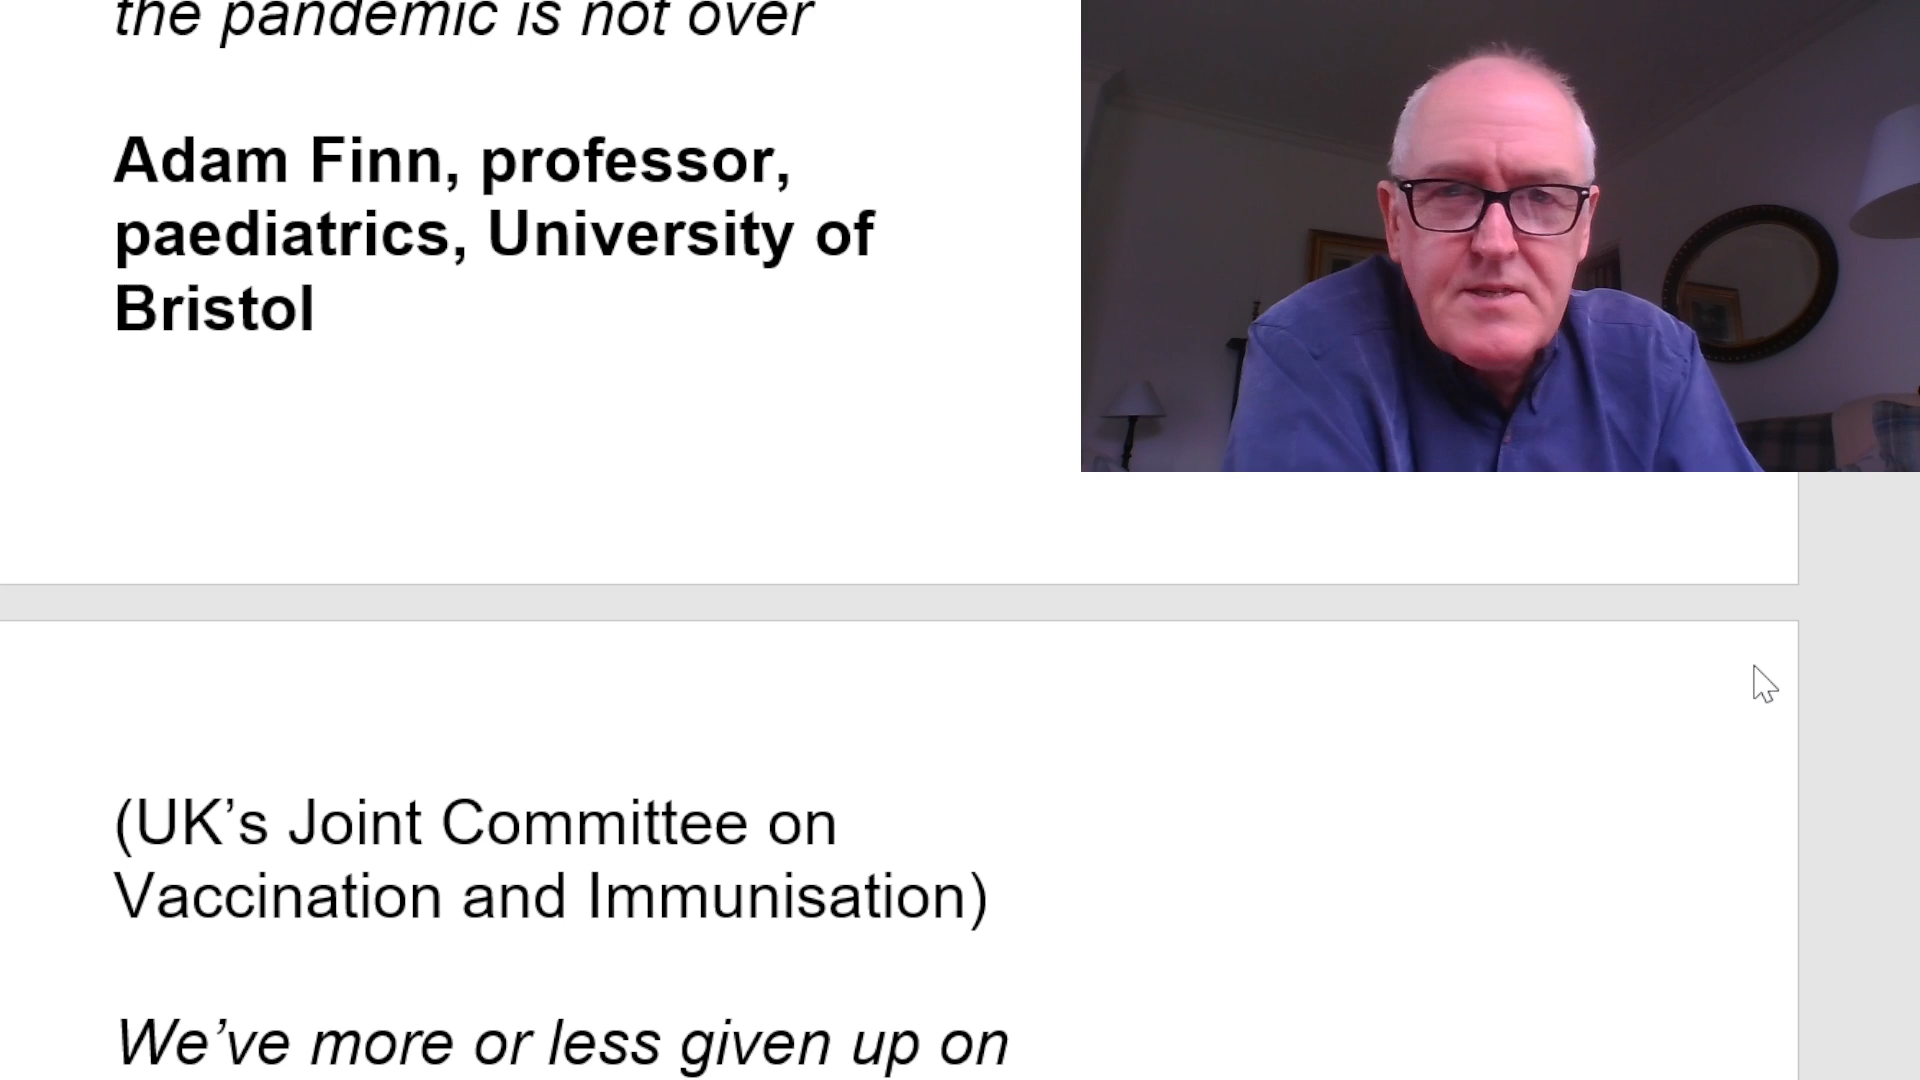 the pandemic is not over
Adam Finn, professor,
paediatrics, University of
Bristol
(UK’s Joint Committee on
Vaccination and Immunisation)
We’ve more or less given up on